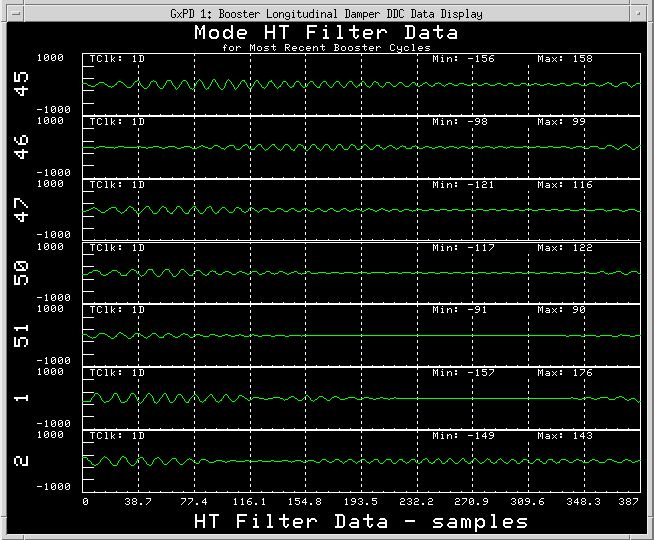 GxPD 1: Booster Longitudinal Damper DDC Data Display
Mode HT Filter Data
for Most Recent Booster Cycles
1000 TClk: 1D Min: -156 Max: 158
45
-1000
1000 TClk: 1D Min: -98 Max: 99
46
-1000
1000 TClk: 1D Min: -121 Max: 116
47
-1000
1000 TClk: 1D Min: -117 Max: 122
50
-1000
1000 TClk: 1D Min: -91 Max: 90
51
-1000
1000 TClk: 1D Min: -157 Max: 176
1
-1000
1000 TClk: 1D Min: -149 Max: 143
2
-1000
0 38.7 77.4 116.1 154.8 193.5 232.2 270.9 309.6 348.3 387
HT Filter Data - samples